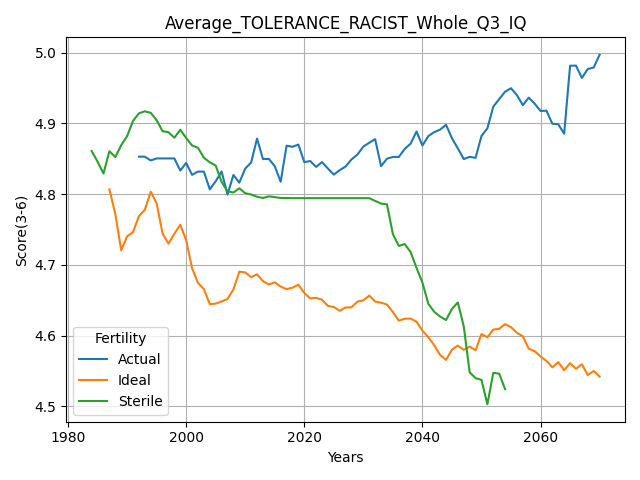 Average_TOLERANCE_RACIST_Whole_Q3_IQ
5.0
4.9
4.8
4.7
4.6
4.5
Score(3-6)
Fertility
Actual
Ideal
Sterile
1980 2000 2020 2040 2060
Years